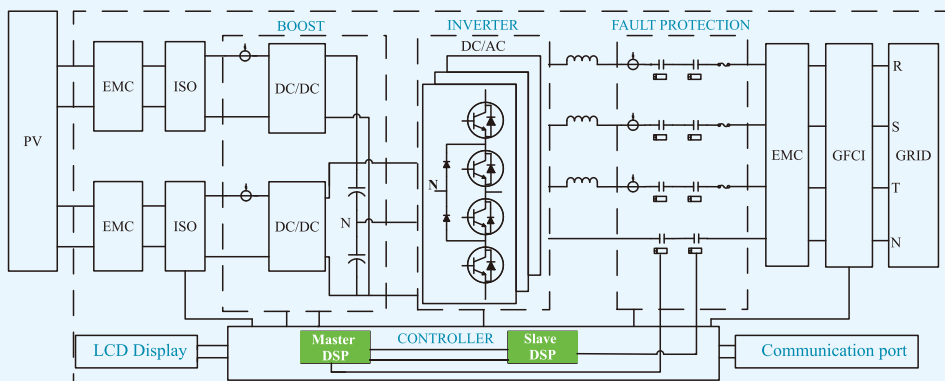 BOOST
INVERTER
FAULT PROTECTION
DC/AC
PV
EMC
ISO
DC/DC
EMC
ISO
DC/DC
N
N
EMC
GFCI
GRID
R
S
T
N
LCD Display
Master
DSP
CONTROLLER
Slave
DSP
Communication port